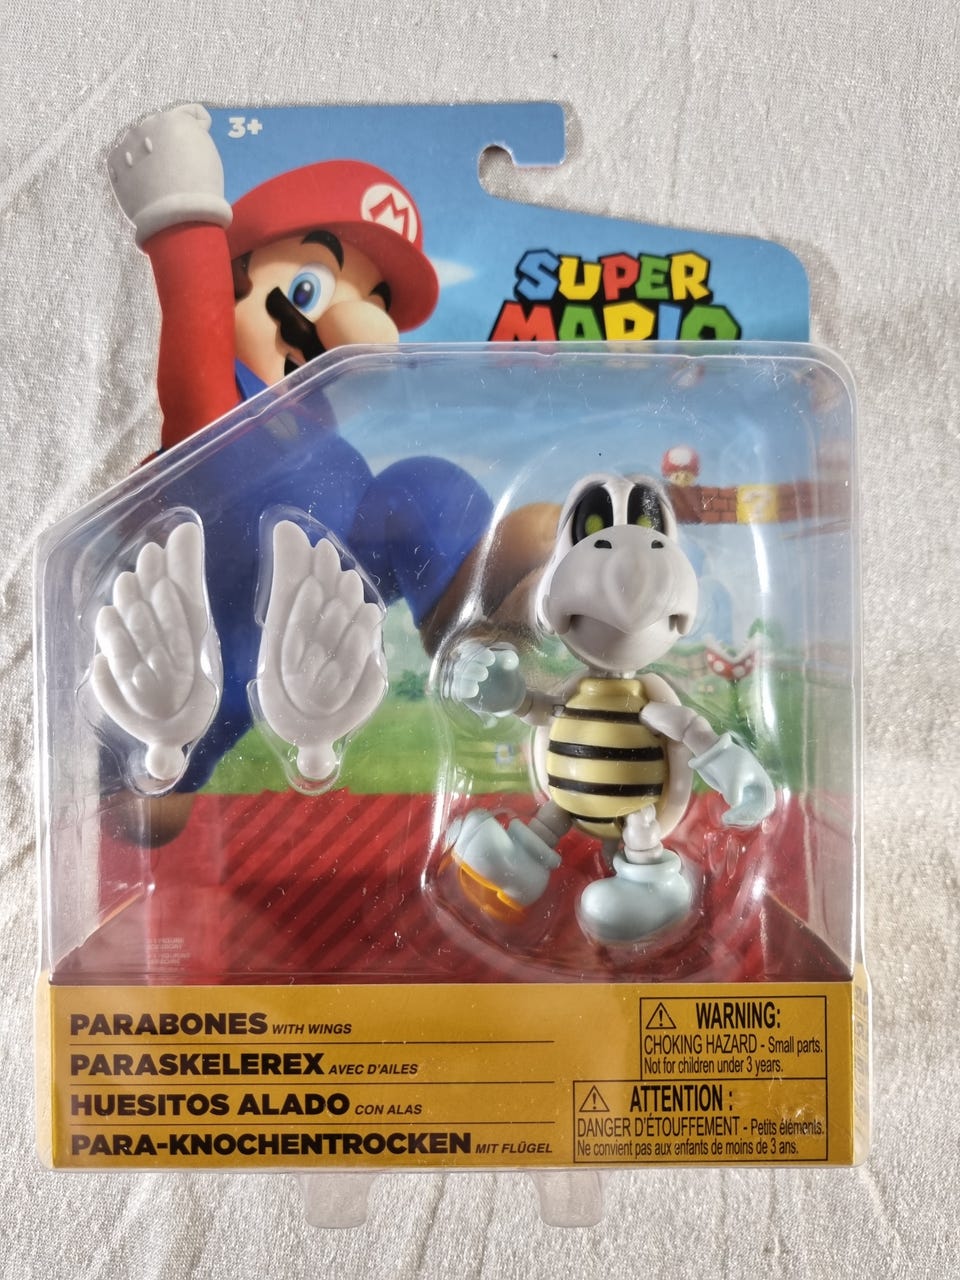 3+
M
SUPER
MARIO
?
PARABONES WITH WINGS
PARASKELEREX AVEC D'AILES
HUESITOS ALADO CON ALAS
PARA-KNOCHENTROCKEN MIT FLÜGEL
WARNING:
CHOKING HAZARD - Small parts.
Not for children under 3 years.
ATTENTION :
DANGER D'ÉTOUFFEMENT - Petits éléments.
Ne convient pas aux enfants de moins de 3 ans.